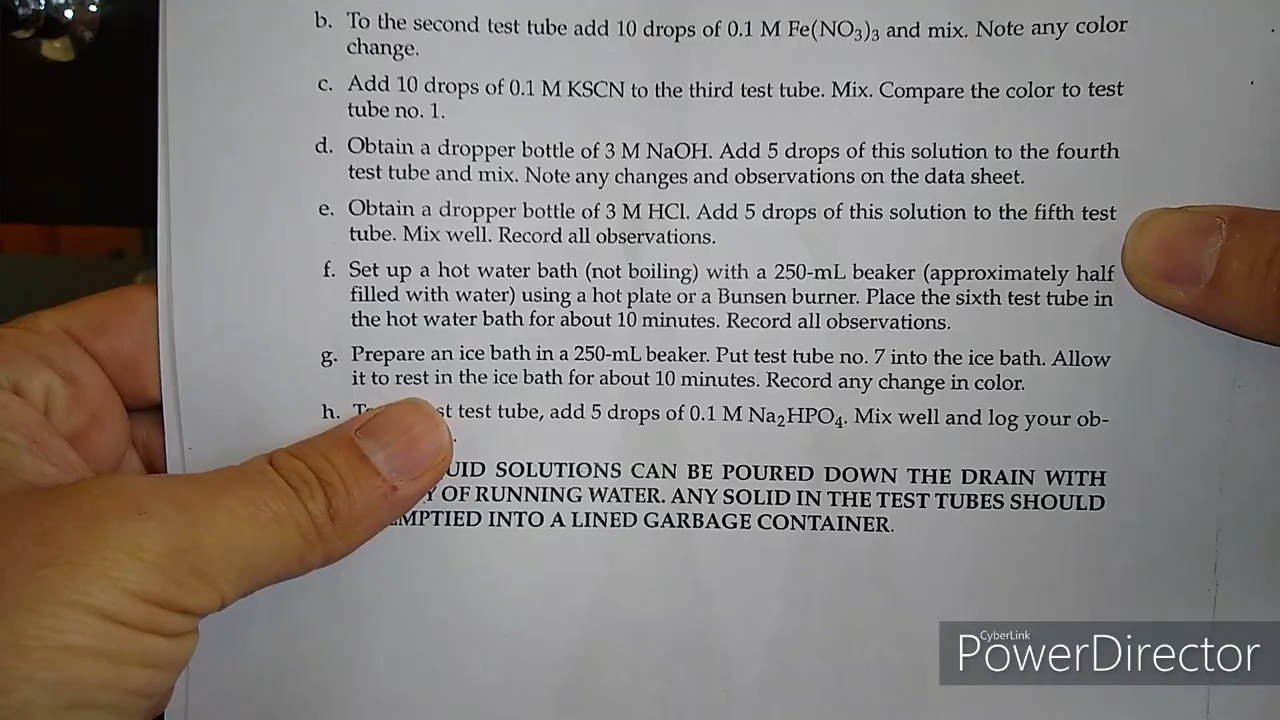 b. To the second test tube add 10 drops of 0.1 M Fe(NO₃)₃ and mix. Note any color
change.
c. Add 10 drops of 0.1 M KSCN to the third test tube. Mix. Compare the color to test
tube no. 1.
d. Obtain a dropper bottle of 3 M NaOH. Add 5 drops of this solution to the fourth
test tube and mix. Note any changes and observations on the data sheet.
e. Obtain a dropper bottle of 3 M HCl. Add 5 drops of this solution to the fifth test
tube. Mix well. Record all observations.
f. Set up a hot water bath (not boiling) with a 250-mL beaker (approximately half
filled with water) using a hot plate or a Bunsen burner. Place the sixth test tube in
the hot water bath for about 10 minutes. Record all observations.
g. Prepare an ice bath in a 250-mL beaker. Put test tube no. 7 into the ice bath. Allow
it to rest in the ice bath for about 10 minutes. Record any change in color.
h. test tube, add 5 drops of 0.1 M Na₂HPO₄. Mix well and log your ob-
SOLUTIONS CAN BE POURED DOWN THE DRAIN WITH
OF RUNNING WATER. ANY SOLID IN THE TEST TUBES SHOULD
INTO A LINED GARBAGE CONTAINER.
CyberLink
PowerDirector